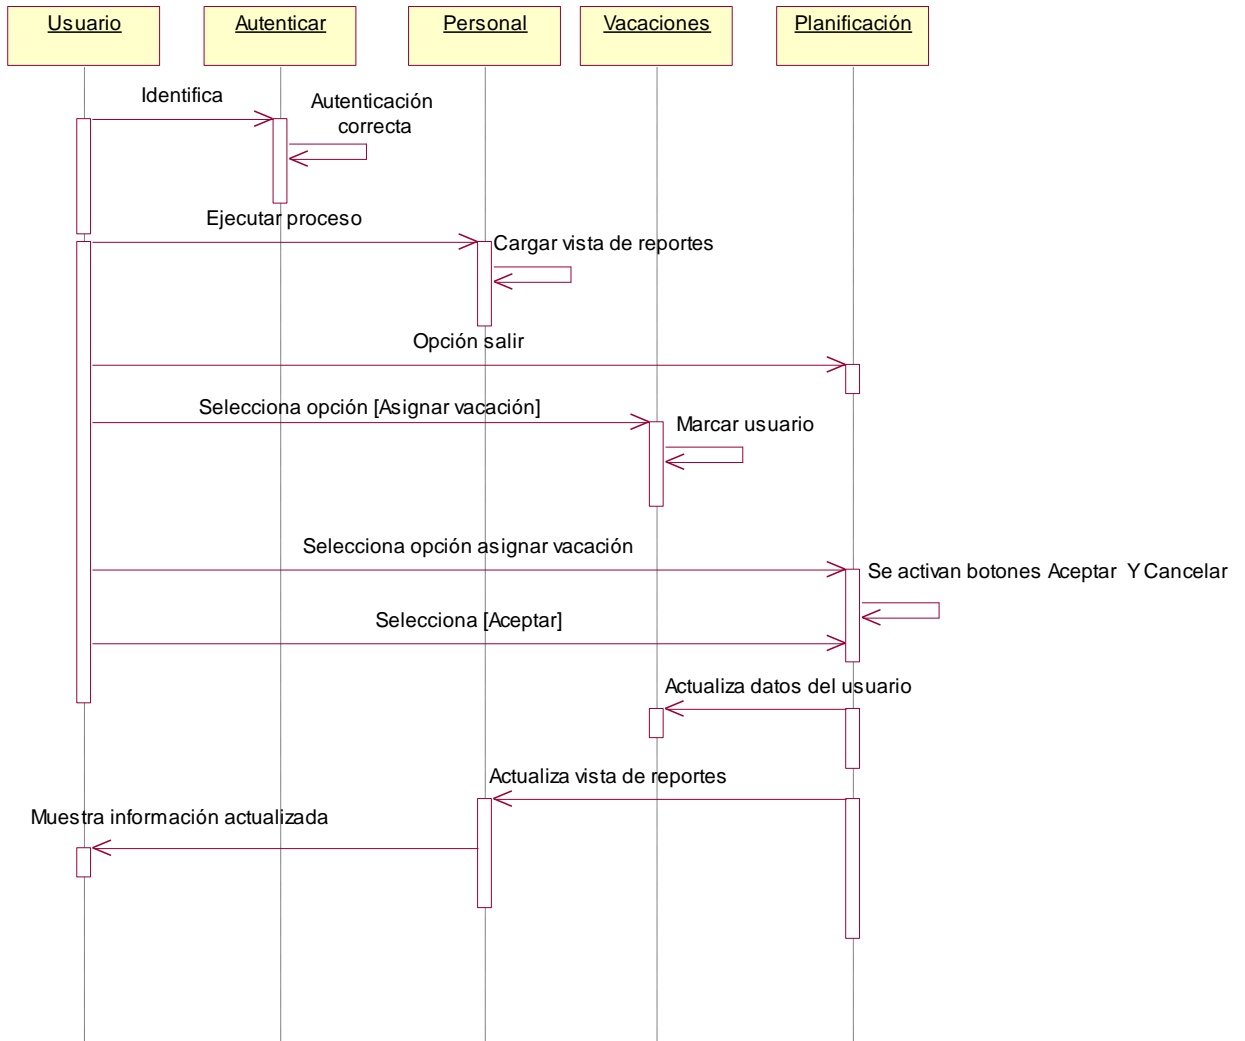 Usuario
Autenticar
Personal
Vacaciones
Planificación
Identifica
Autenticación
correcta
Ejecutar proceso
Cargar vista de reportes
Opción salir
Selecciona opción [Asignar vacación]
Marcar usuario
Selecciona opción asignar vacación
Se activan botones Aceptar Y Cancelar
Selecciona [Aceptar]
Actualiza datos del usuario
Actualiza vista de reportes
Muestra información actualizada